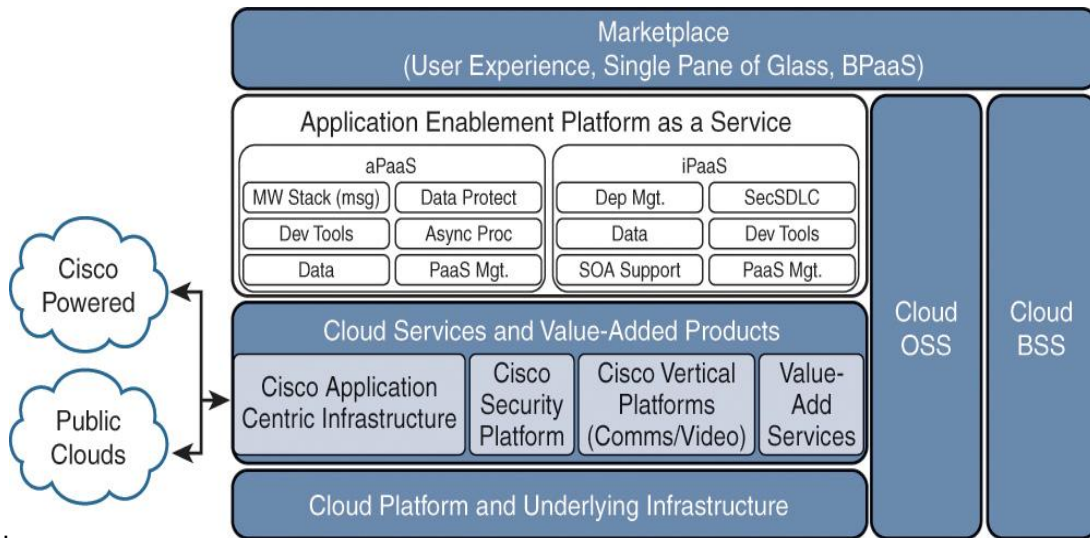 Marketplace
(User Experience, Single Pane of Glass, BPaaS)
Application Enablement Platform as a Service
aPaaS
MW Stack (msg)
Data Protect
Dev Tools
Async Proc
Data
PaaS Mgt.
iPaaS
Dep Mgt.
SecSDLC
Data
Dev Tools
SOA Support
PaaS Mgt.
Cloud
OSS
Cloud
BSS
Cisco
Powered
Public
Clouds
Cloud Services and Value-Added Products
Cisco Application
Centric Infrastructure
Cisco
Security
Platform
Cisco Vertical
Platforms
(Comms/Video)
Value-
Add
Services
Cloud Platform and Underlying Infrastructure